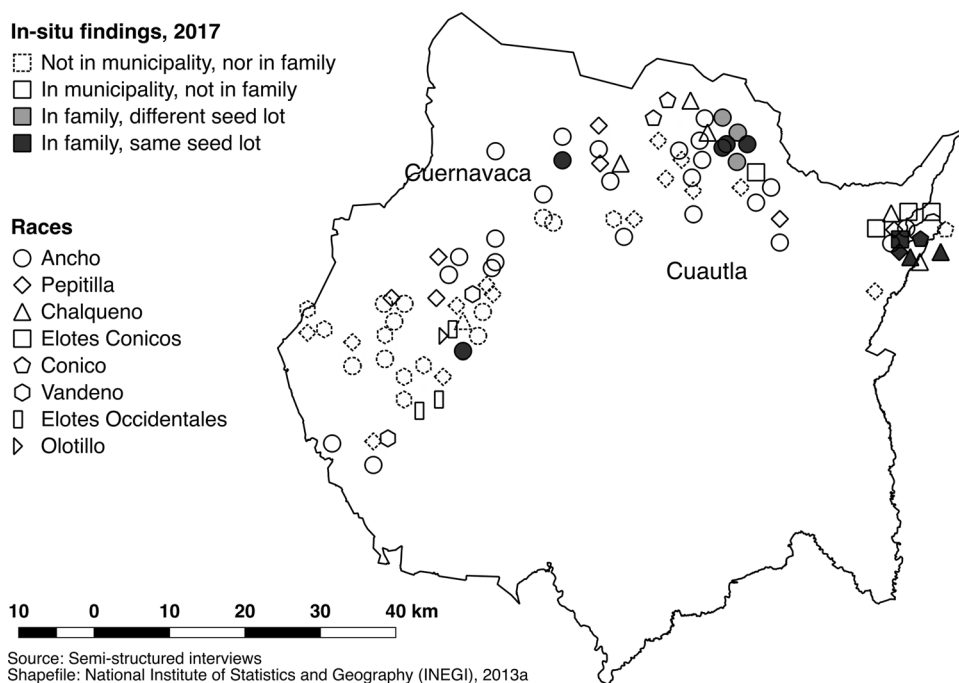 In-situ findings, 2017
Not in municipality, nor in family
In municipality, not in family
In family, different seed lot
In family, same seed lot
Cuernavaca
Races
Ancho
Pepitilla
Chalqueno
Elotes Conicos
Conico
Vandeno
Elotes Occidentales
Olotillo
Cuautla
10 0 10 20 30 40 km
Source: Semi-structured interviews
Shapefile: National Institute of Statistics and Geography (INEGI), 2013a